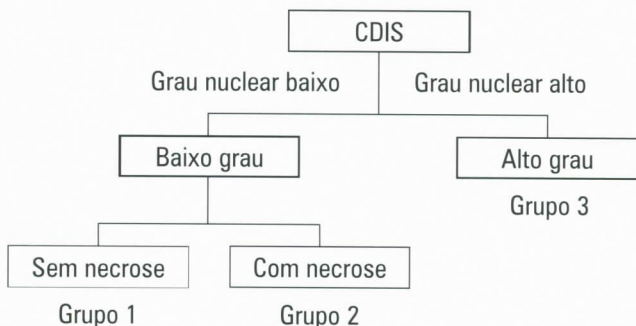 CDIS
Grau nuclear baixo
Grau nuclear alto
Baixo grau
Alto grau
Grupo 3
Sem necrose
Com necrose
Grupo 1
Grupo 2